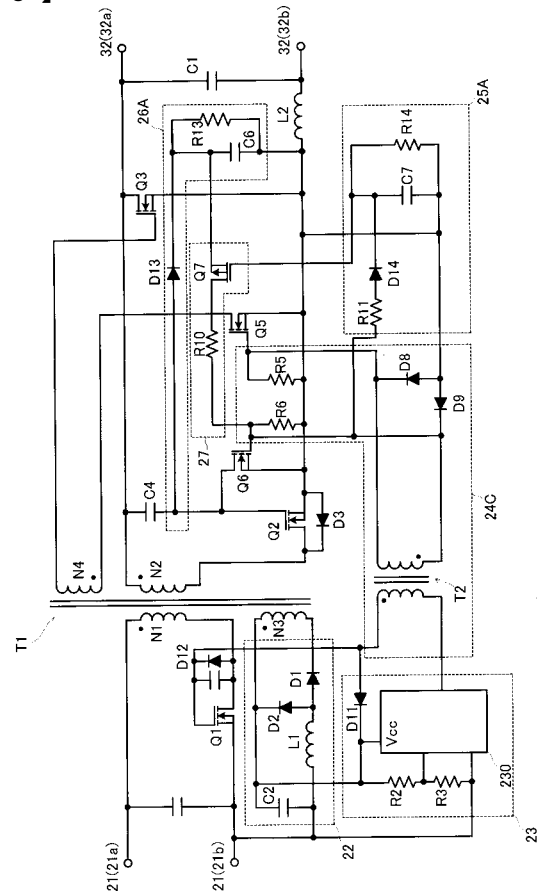 32(32a)
32(32b)
C1
L2
26A
R13
C6
25A
R14
C7
Q3
D13
Q7
D14
R11
R10
Q5
27
R5
R6
D8
D9
C4
Q6
Q2
D3
24C
N4
N2
T1
T2
N1
N3
D12
Q1
D1
D2
L1
C2
22
D11
Vcc
R2
R3
230
23
21(21a)
21(21b)